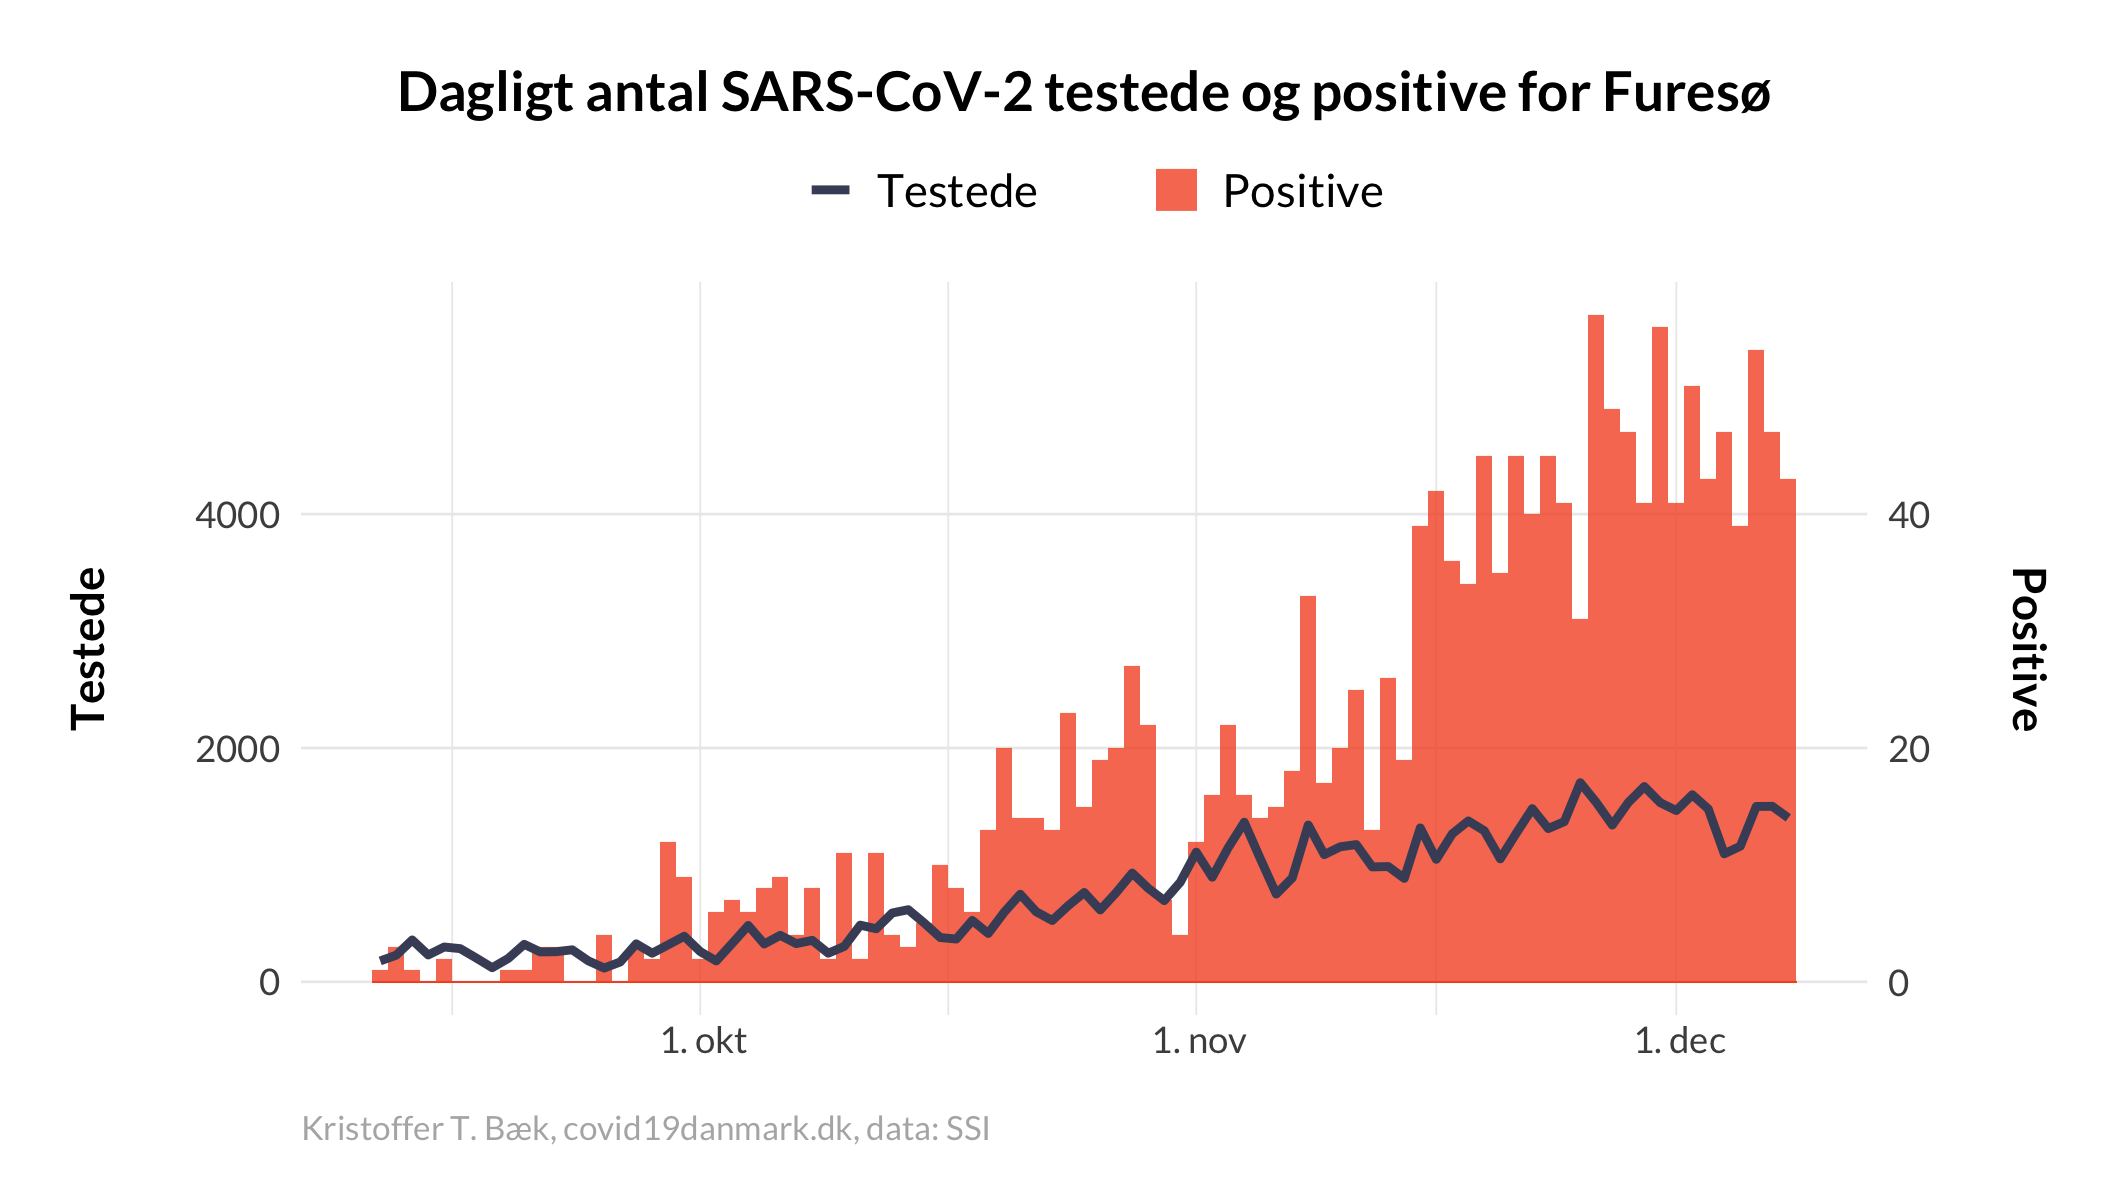 Dagligt antal SARS-CoV-2 testede og positive for Furesø
Testede
Positive
4000
2000
0
Testede
40
20
0
Positive
1. okt
1. nov
1. dec
Kristoffer T. Bæk, covid19danmark.dk, data: SSI